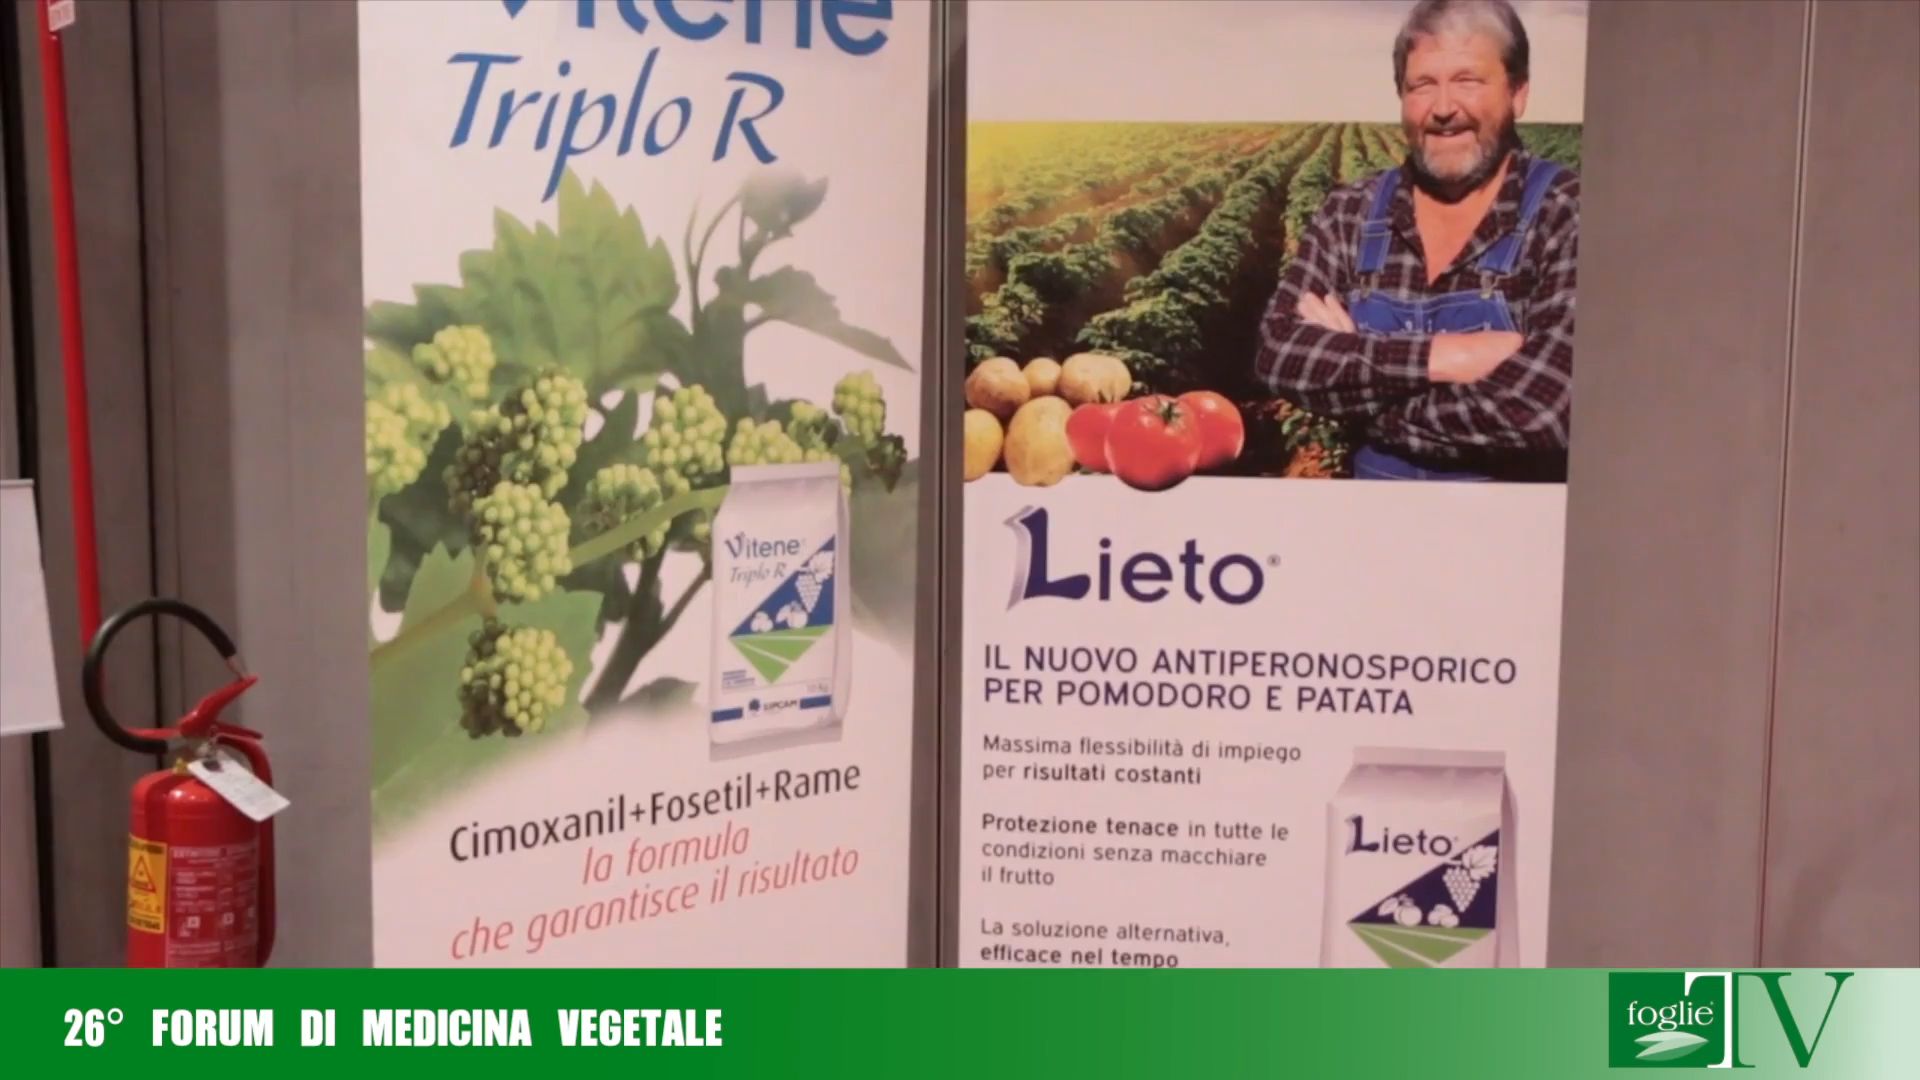 Vitene
Triplo R
Vitene
Triplo R
SIPCAM
Cimoxanil+Fosetil+Rame
la formula
che garantisce il risultato
Lieto®
IL NUOVO ANTIPERONOSPORICO
PER POMODORO E PATATA
Massima flessibilità di impiego
per risultati costanti
Protezione tenace in tutte le
condizioni senza macchiare
il frutto
La soluzione alternativa,
efficace nel tempo
Lieto
26° FORUM DI MEDICINA VEGETALE
foglie TV